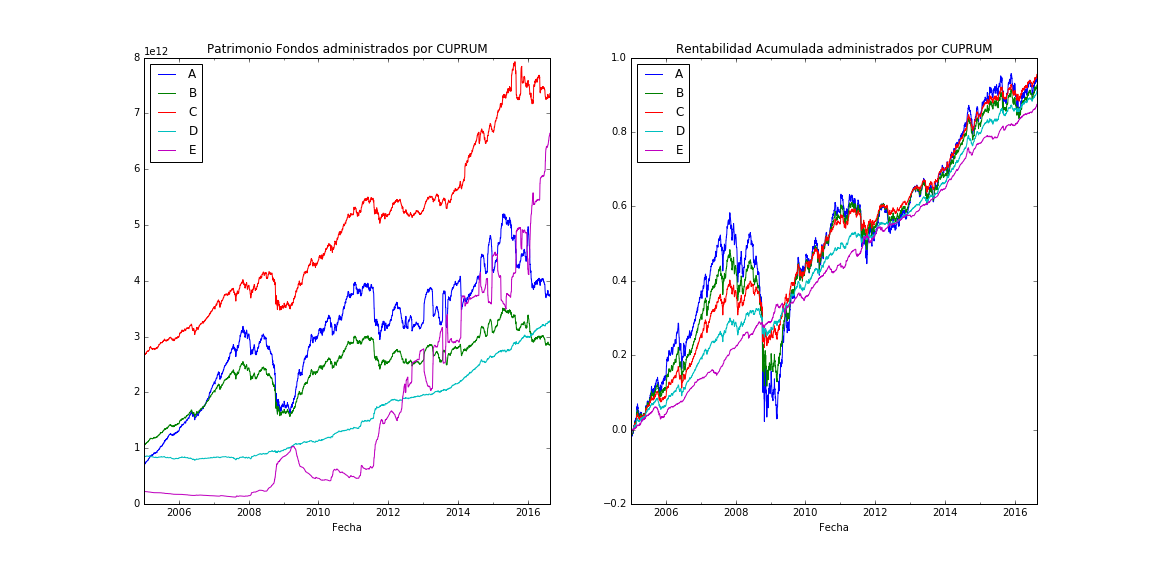 Patrimonio Fondos administrados por CUPRUM
1e12
8
7
6
5
4
3
2
1
0
A
B
C
D
E
2006 2008 2010 2012 2014 2016
Fecha
Rentabilidad Acumulada administrados por CUPRUM
1.0
0.8
0.6
0.4
0.2
0.0
−0.2
A
B
C
D
E
2006 2008 2010 2012 2014 2016
Fecha